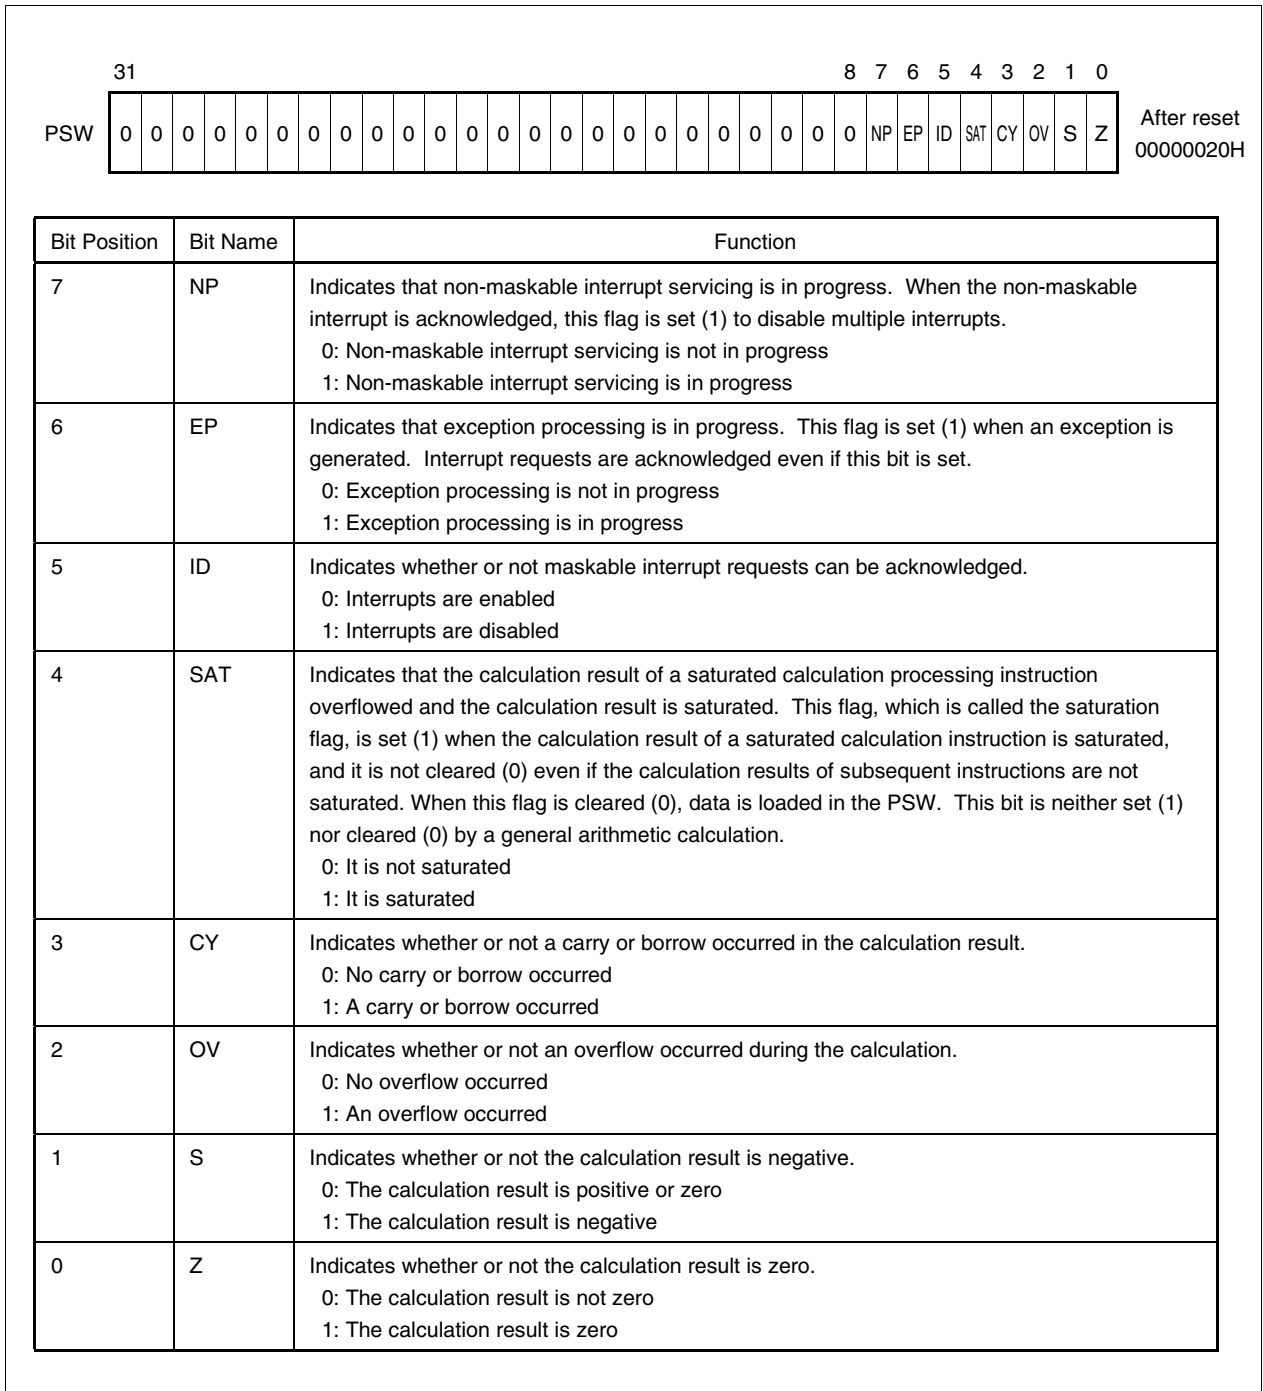 31 8 7 6 5 4 3 2 1 0
PSW 0 0 0 0 0 0 0 0 0 0 0 0 0 0 0 0 0 0 0 0 0 0 0 0 NP EP ID SAT CY OV S Z
After reset
00000020H
Bit Position Bit Name Function
7 NP Indicates that non-maskable interrupt servicing is in progress. When the non-maskable
interrupt is acknowledged, this flag is set (1) to disable multiple interrupts.
0: Non-maskable interrupt servicing is not in progress
1: Non-maskable interrupt servicing is in progress
6 EP Indicates that exception processing is in progress. This flag is set (1) when an exception is
generated. Interrupt requests are acknowledged even if this bit is set.
0: Exception processing is not in progress
1: Exception processing is in progress
5 ID Indicates whether or not maskable interrupt requests can be acknowledged.
0: Interrupts are enabled
1: Interrupts are disabled
4 SAT Indicates that the calculation result of a saturated calculation processing instruction
overflowed and the calculation result is saturated. This flag, which is called the saturation
flag, is set (1) when the calculation result of a saturated calculation instruction is saturated,
and it is not cleared (0) even if the calculation results of subsequent instructions are not
saturated. When this flag is cleared (0), data is loaded in the PSW. This bit is neither set (1)
nor cleared (0) by a general arithmetic calculation.
0: It is not saturated
1: It is saturated
3 CY Indicates whether or not a carry or borrow occurred in the calculation result.
0: No carry or borrow occurred
1: A carry or borrow occurred
2 OV Indicates whether or not an overflow occurred during the calculation.
0: No overflow occurred
1: An overflow occurred
1 S Indicates whether or not the calculation result is negative.
0: The calculation result is positive or zero
1: The calculation result is negative
0 Z Indicates whether or not the calculation result is zero.
0: The calculation result is not zero
1: The calculation result is zero